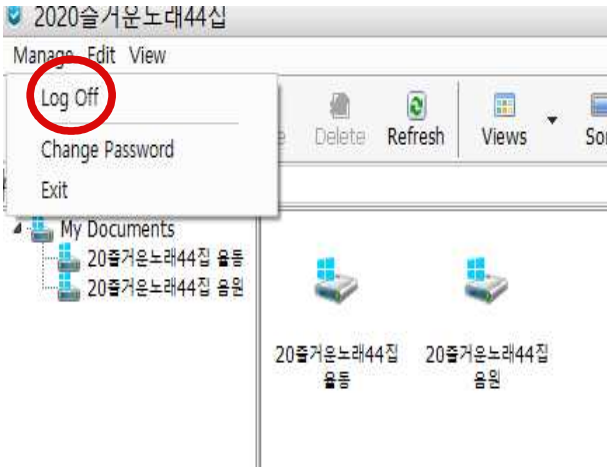 2020즐거운노래44집
Manage Edit View
Log Off
Change Password
Exit
Delete Refresh Views
My Documents
20즐거운노래44집 율동
20즐거운노래44집 음원
20즐거운노래44집
율동
20즐거운노래44집
음원